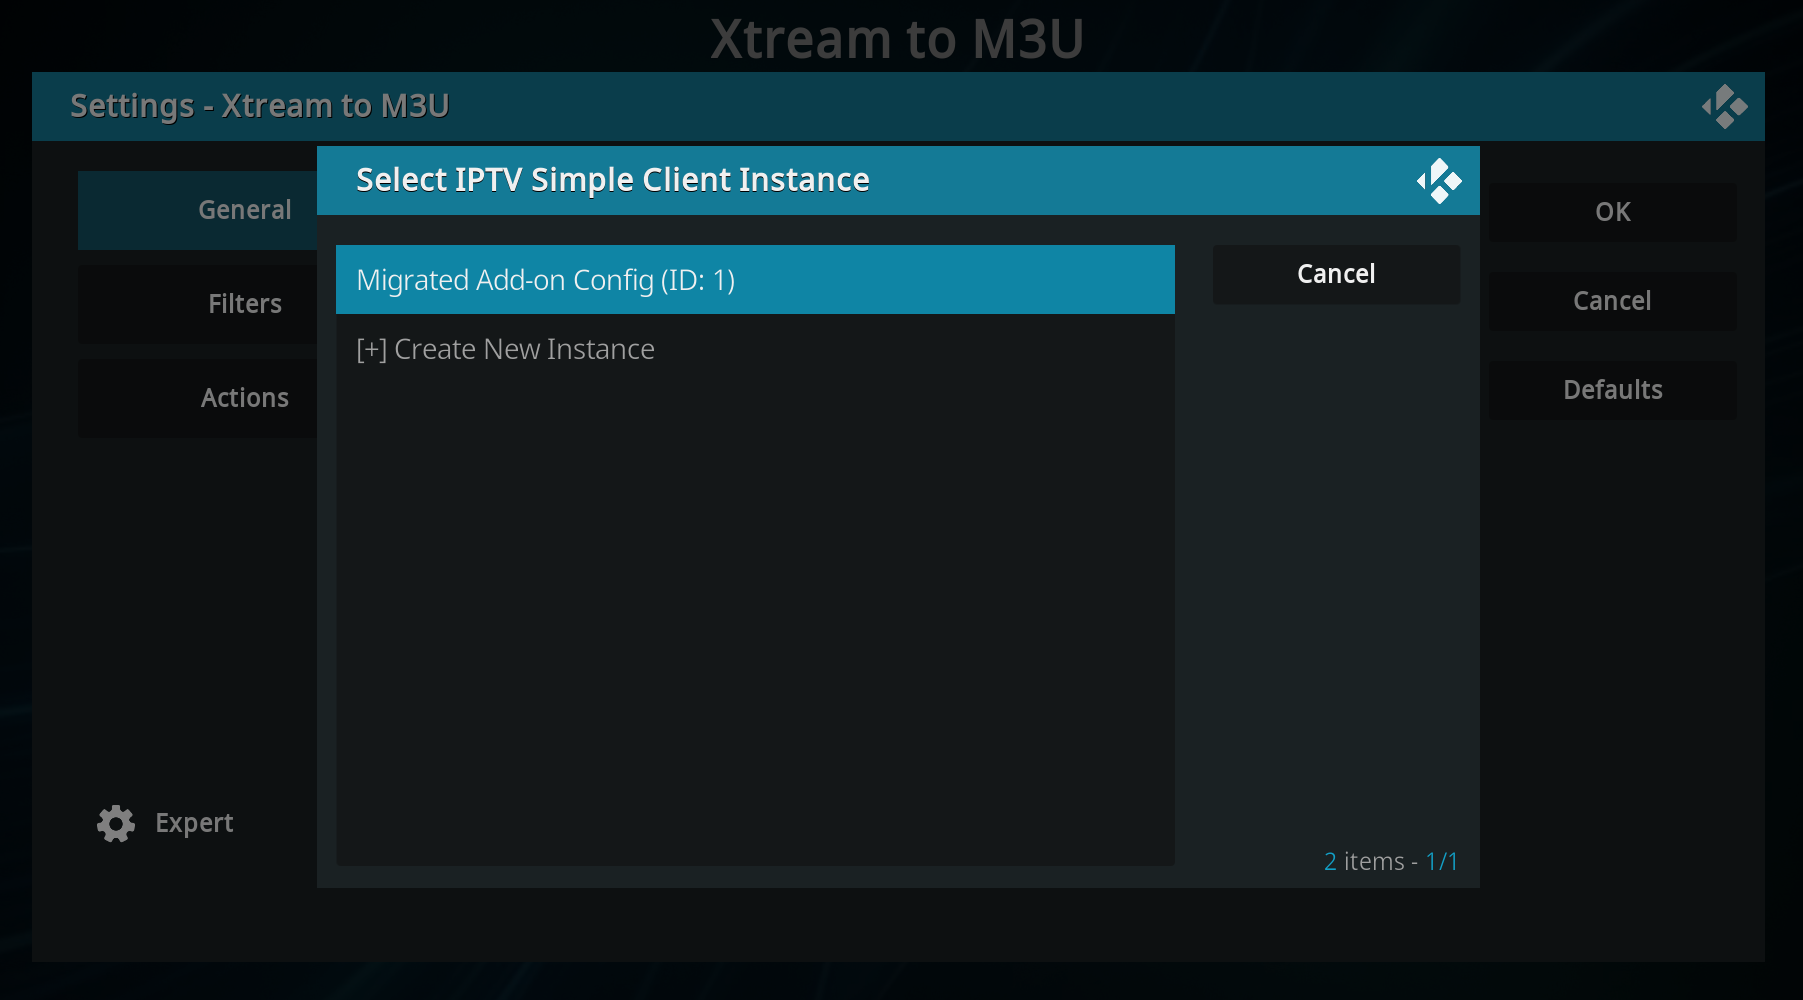 Xtream to M3U
Settings - Xtream to M3U
Select IPTV Simple Client Instance
General
Filters
Actions
Expert
Migrated Add-on Config (ID: 1)
[+] Create New Instance
Cancel
2 items - 1/1
OK
Cancel
Defaults